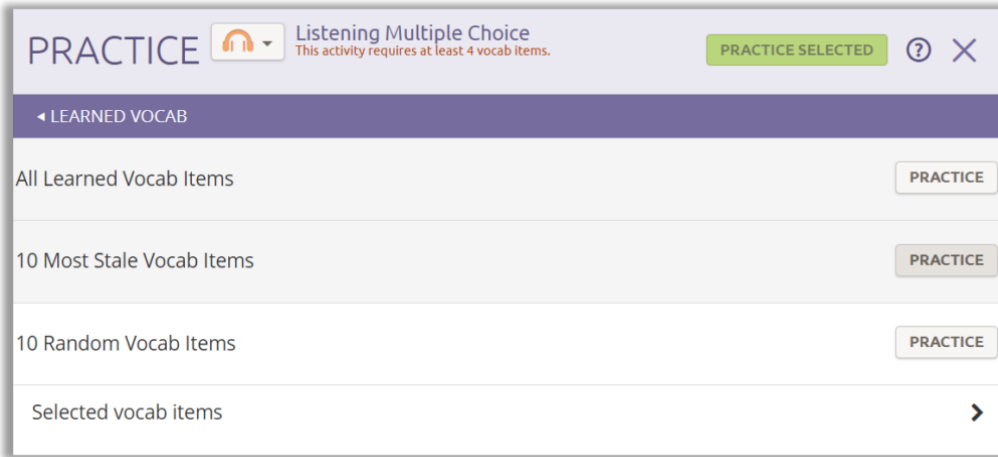 PRACTICE
Listening Multiple Choice
This activity requires at least 4 vocab items.
PRACTICE SELECTED
LEARNED VOCAB
All Learned Vocab Items
PRACTICE
10 Most Stale Vocab Items
PRACTICE
10 Random Vocab Items
PRACTICE
Selected vocab items